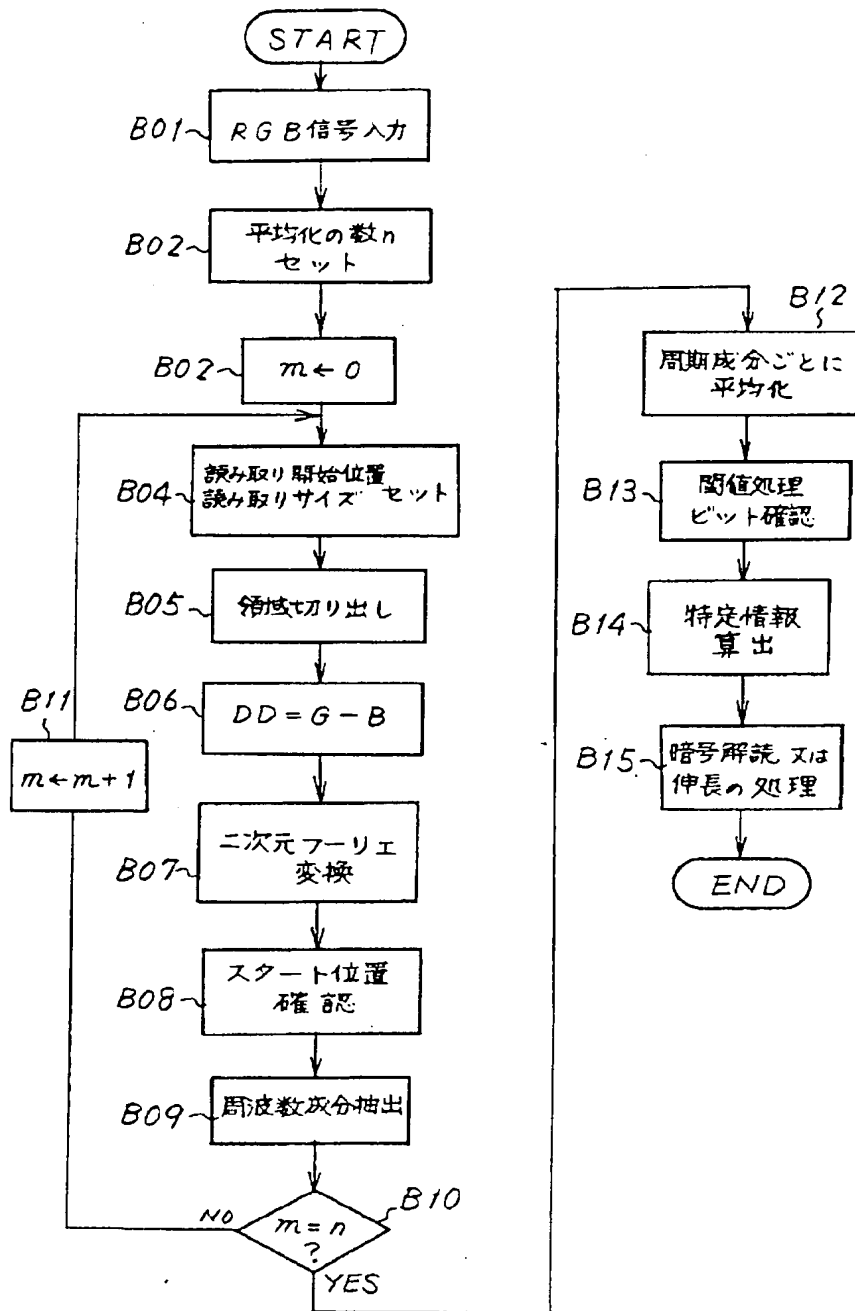 START
B01
RGB信号入力
B02
平均化の数n
セット
B02
m←0
B04
読み取り開始位置
読み取りサイズ セット
B05
領域切り出し
B06
DD=G-B
B11
m←m+1
B07
二次元フーリエ
変換
B08
スタート位置
確認
B09
周波数成分抽出
B10
m=n
?
NO
YES
B12
周期成分ごとに
平均化
B13
閾値処理
ビット確認
B14
特定情報
算出
B15
暗号解読又は
伸長の処理
END